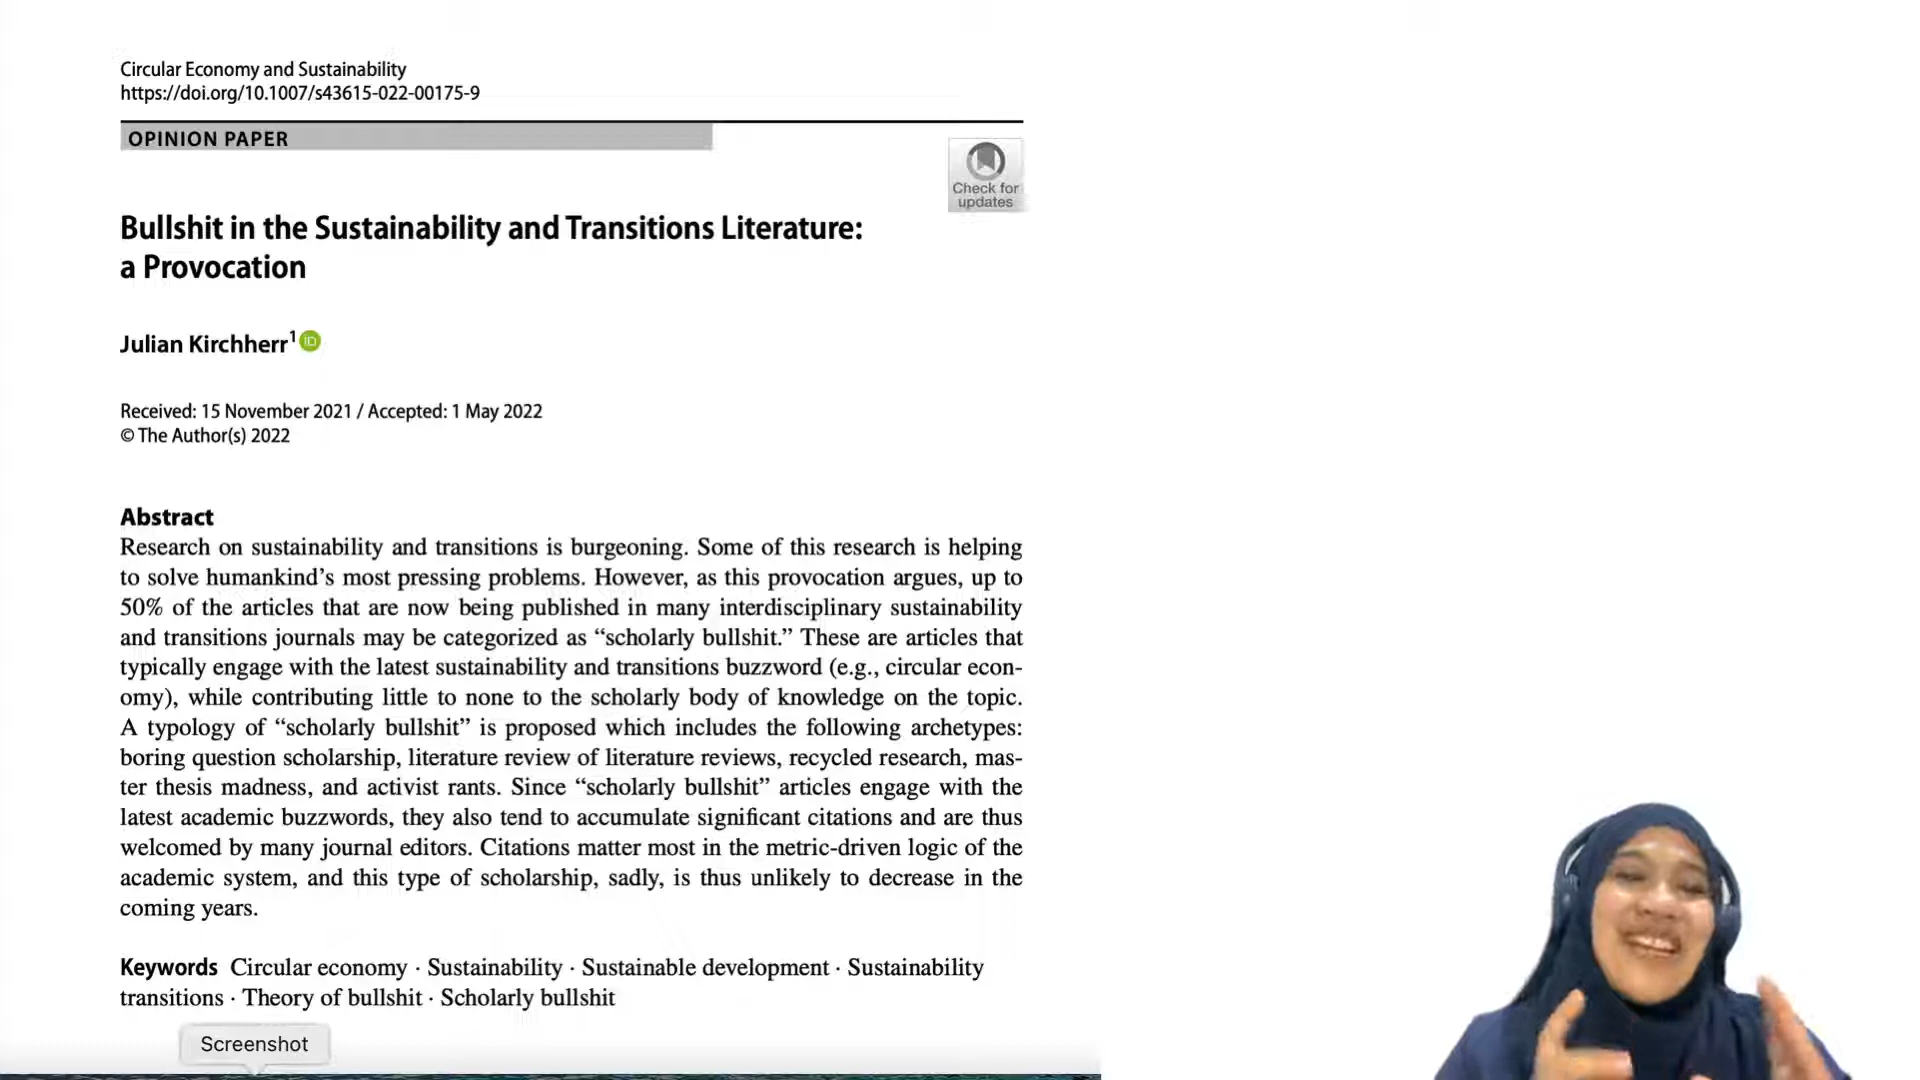 Circular Economy and Sustainability
https://doi.org/10.1007/s43615-022-00175-9
OPINION PAPER
Check for
updates
Bullshit in the Sustainability and Transitions Literature:
a Provocation
Julian Kirchherr1
iD
Received: 15 November 2021 / Accepted: 1 May 2022
© The Author(s) 2022
Abstract
Research on sustainability and transitions is burgeoning. Some of this research is helping
to solve humankind’s most pressing problems. However, as this provocation argues, up to
50% of the articles that are now being published in many interdisciplinary sustainability
and transitions journals may be categorized as “scholarly bullshit.” These are articles that
typically engage with the latest sustainability and transitions buzzword (e.g., circular econ-
omy), while contributing little to none to the scholarly body of knowledge on the topic.
A typology of “scholarly bullshit” is proposed which includes the following archetypes:
boring question scholarship, literature review of literature reviews, recycled research, mas-
ter thesis madness, and activist rants. Since “scholarly bullshit” articles engage with the
latest academic buzzwords, they also tend to accumulate significant citations and are thus
welcomed by many journal editors. Citations matter most in the metric-driven logic of the
academic system, and this type of scholarship, sadly, is thus unlikely to decrease in the
coming years.
Keywords Circular economy · Sustainability · Sustainable development · Sustainability
transitions · Theory of bullshit · Scholarly bullshit
Screenshot